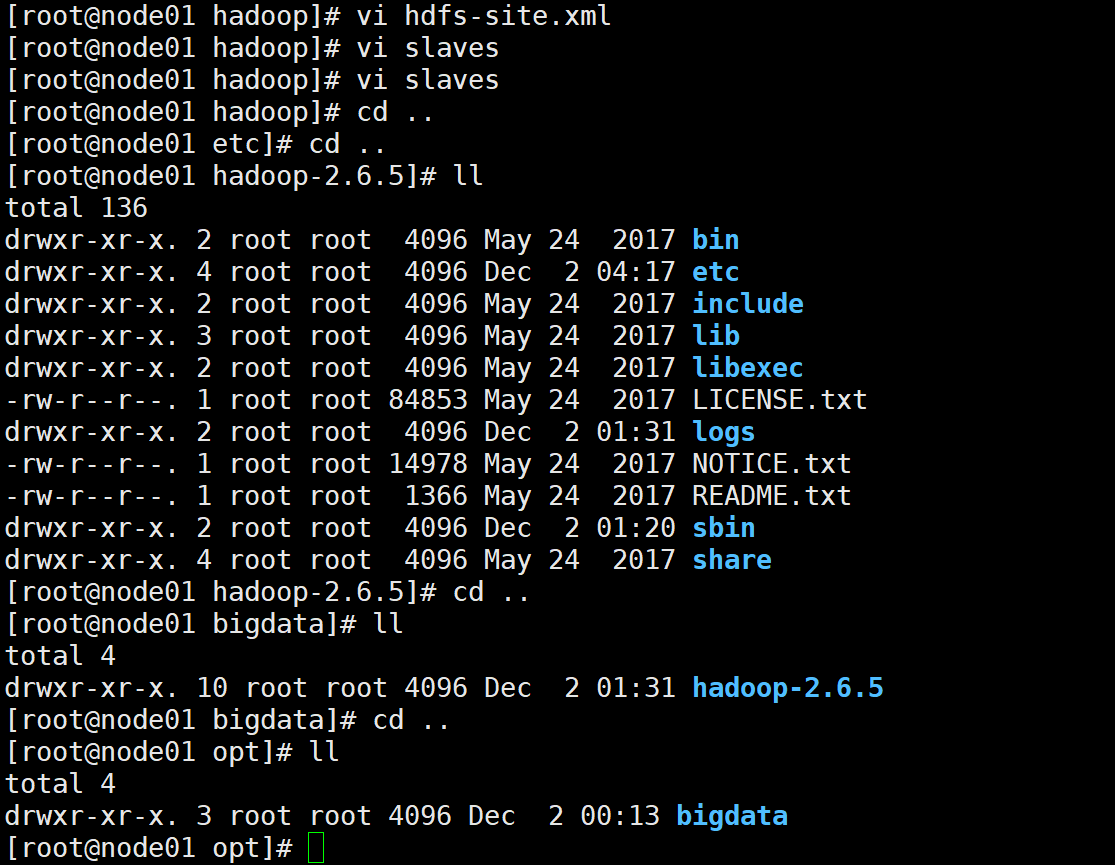 [root@node01 hadoop]# vi hdfs-site.xml
[root@node01 hadoop]# vi slaves
[root@node01 hadoop]# vi slaves
[root@node01 hadoop]# cd ..
[root@node01 etc]# cd ..
[root@node01 hadoop-2.6.5]# ll
total 136
drwxr-xr-x. 2 root root  4096 May 24  2017 bin
drwxr-xr-x. 4 root root  4096 Dec  2 04:17 etc
drwxr-xr-x. 2 root root  4096 May 24  2017 include
drwxr-xr-x. 3 root root  4096 May 24  2017 lib
drwxr-xr-x. 2 root root  4096 May 24  2017 libexec
-rw-r--r--. 1 root root 84853 May 24  2017 LICENSE.txt
drwxr-xr-x. 2 root root  4096 Dec  2 01:31 logs
-rw-r--r--. 1 root root 14978 May 24  2017 NOTICE.txt
-rw-r--r--. 1 root root  1366 May 24  2017 README.txt
drwxr-xr-x. 2 root root  4096 Dec  2 01:20 sbin
drwxr-xr-x. 4 root root  4096 May 24  2017 share
[root@node01 hadoop-2.6.5]# cd ..
[root@node01 bigdata]# ll
total 4
drwxr-xr-x. 10 root root 4096 Dec  2 01:31 hadoop-2.6.5
[root@node01 bigdata]# cd ..
[root@node01 opt]# ll
total 4
drwxr-xr-x. 3 root root 4096 Dec  2 00:13 bigdata
[root@node01 opt]#